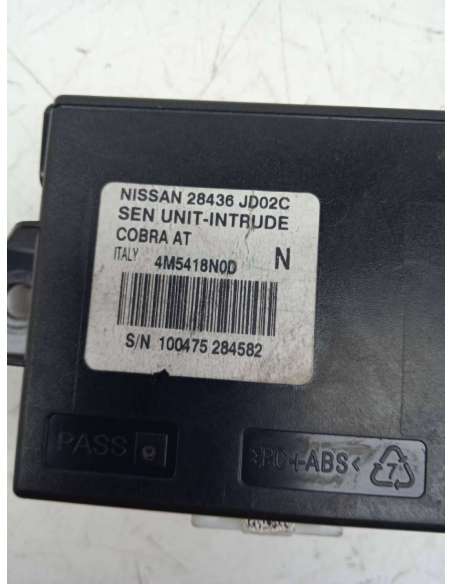 NISSAN 28436 JD02C
SEN UNIT-INTRUDE
COBRA AT
ITALY 4M5418N0D N
S/N 100475 284582
PASS
>PC+ABS< 7